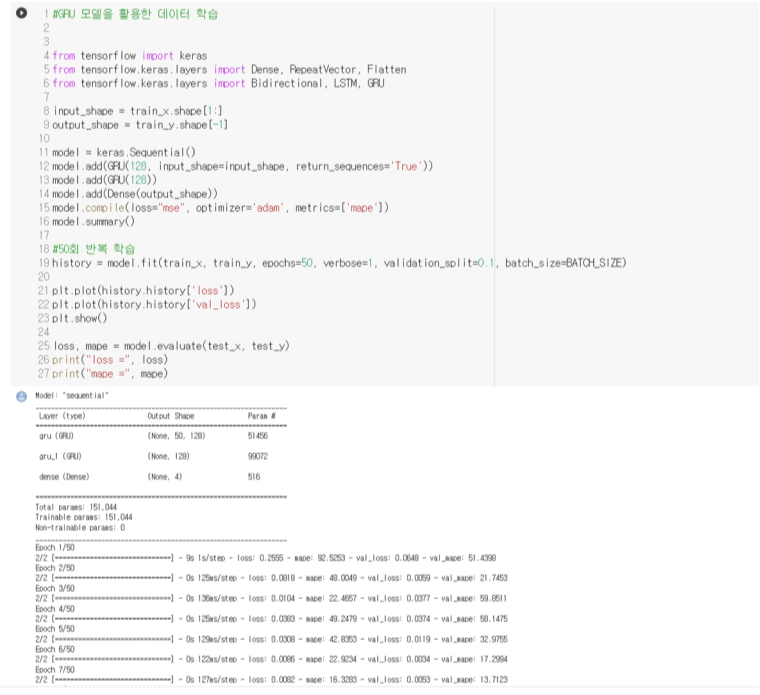 1 #GRU 모델을 활용한 데이터 학습
2
3
4 from tensorflow import keras
5 from tensorflow.keras.layers import Dense, RepeatVector, Flatten
6 from tensorflow.keras.layers import Bidirectional, LSTM, GRU
7
8 input_shape = train_x.shape[1:]
9 output_shape = train_y.shape[-1]
10
11 model = keras.Sequential()
12 model.add(GRU(128, input_shape=input_shape, return_sequences='True'))
13 model.add(GRU(128))
14 model.add(Dense(output_shape))
15 model.compile(loss="mse", optimizer='adam', metrics=['mape'])
16 model.summary()
17
18 #50회 반복 학습
19 history = model.fit(train_x, train_y, epochs=50, verbose=1, validation_split=0.1, batch_size=BATCH_SIZE)
20
21 plt.plot(history.history['loss'])
22 plt.plot(history.history['val_loss'])
23 plt.show()
24
25 loss, mape = model.evaluate(test_x, test_y)
26 print("loss =", loss)
27 print("mape =", mape)
Model: "sequential"
Layer (type) Output Shape Param #
gru (GRU) (None, 50, 128) 51456
gru_1 (GRU) (None, 128) 99072
dense (Dense) (None, 4) 516
Total params: 151,044
Trainable params: 151,044
Non-trainable params: 0
Epoch 1/50
2/2 [==============================] - 9s 1s/step - loss: 0.2555 - mape: 92.5253 - val_loss: 0.0648 - val_mape: 51.4398
Epoch 2/50
2/2 [==============================] - 0s 125ms/step - loss: 0.0818 - mape: 48.0049 - val_loss: 0.0059 - val_mape: 21.7453
Epoch 3/50
2/2 [==============================] - 0s 136ms/step - loss: 0.0104 - mape: 22.4657 - val_loss: 0.0377 - val_mape: 59.8511
Epoch 4/50
2/2 [==============================] - 0s 125ms/step - loss: 0.0383 - mape: 49.2479 - val_loss: 0.0374 - val_mape: 58.1475
Epoch 5/50
2/2 [==============================] - 0s 129ms/step - loss: 0.0308 - mape: 42.8353 - val_loss: 0.0119 - val_mape: 32.9755
Epoch 6/50
2/2 [==============================] - 0s 122ms/step - loss: 0.0086 - mape: 22.9234 - val_loss: 0.0034 - val_mape: 17.2994
Epoch 7/50
2/2 [==============================] - 0s 127ms/step - loss: 0.0082 - mape: 16.3283 - val_loss: 0.0053 - val_mape: 13.7123